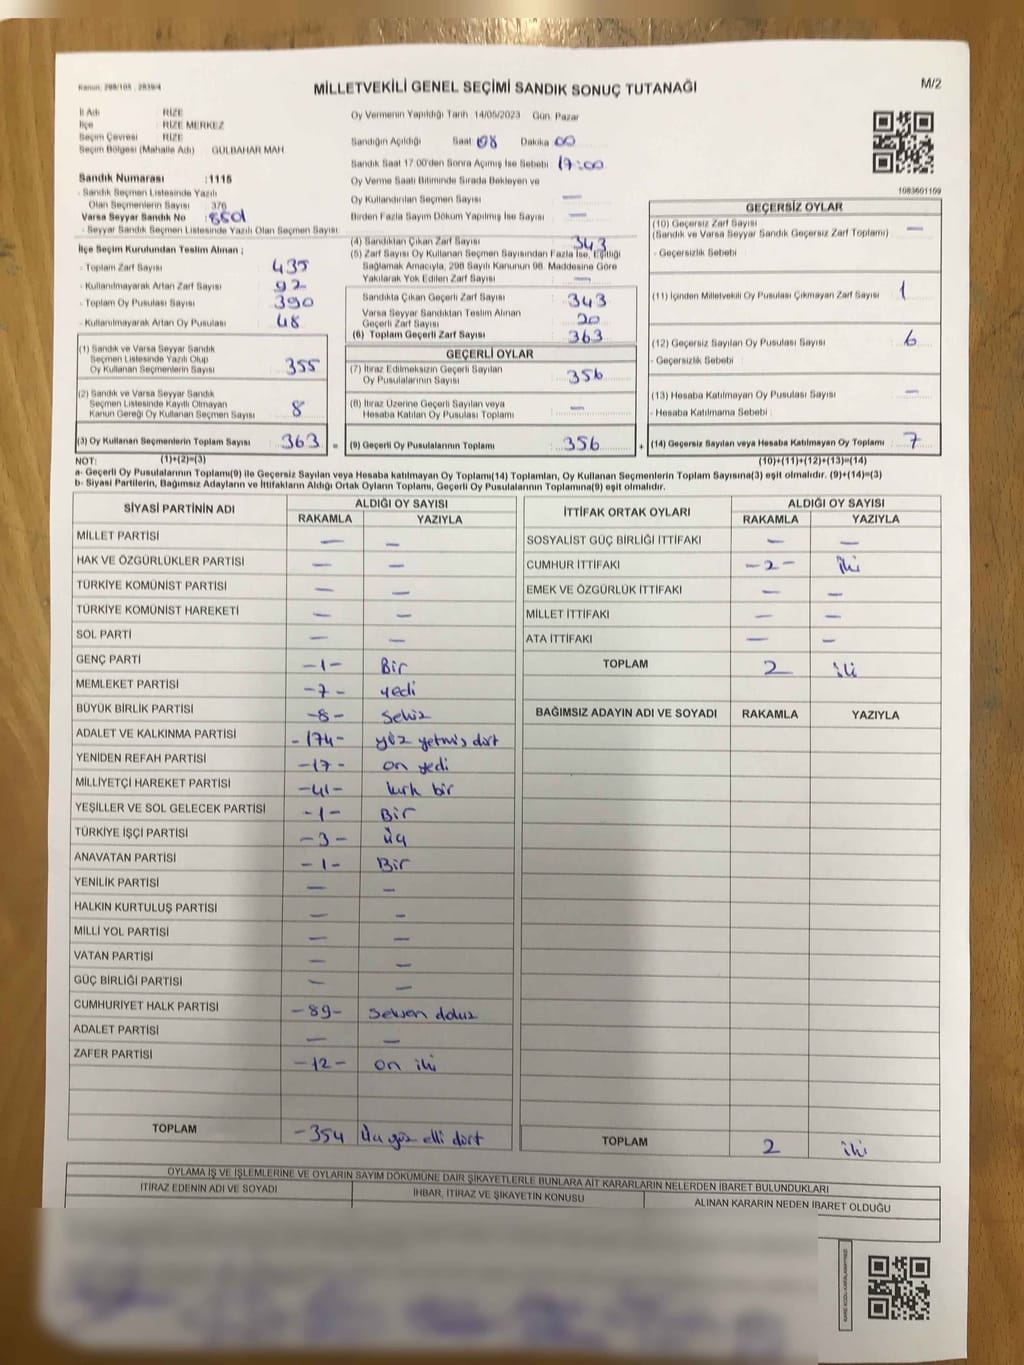 Kanun, 298/105 , 2839/4
MİLLETVEKİLİ GENEL SEÇİMİ SANDIK SONUÇ TUTANAĞI
M/2
İl Adı RİZE
İlçe RİZE MERKEZ
Seçim Çevresi RİZE
Seçim Bölgesi (Mahalle Adı) GÜLBAHAR MAH.
Oy Vermenin Yapıldığı Tarih 14/05/2023 Gün Pazar
Sandığın Açıldığı Saat 08 Dakika 00
Sandık Saat 17:00'den Sonra Açımış İse Sebebi 17:00
Sandık Numarası :1116
- Sandık Seçmen Listesinde Yazılı
Olan Seçmenlerin Sayısı 376
Varsa Seyyar Sandık No
- Seyyar Sandık Seçmen Listesinde Yazılı Olan Seçmen Sayısı
Oy Verme Saati Bitiminde Sırada Bekleyen ve
Oy Kullandırılan Seçmen Sayısı —
Birden Fazla Sayım Döküm Yapılmış İse Sayısı —
1083601109
İlçe Seçim Kurulundan Teslim Alınan ;
- Toplam Zarf Sayısı 435
- Kullanılmayarak Artan Zarf Sayısı 92
- Toplam Oy Pusulası Sayısı 390
- Kullanılmayarak Artan Oy Pusulası 48
(1) Sandık ve Varsa Seyyar Sandık
Seçmen Listesinde Yazılı Olup
Oy Kullanan Seçmenlerin Sayısı 355
(2) Sandık ve Varsa Seyyar Sandık
Seçmen Listesinde Kayıtlı Olmayan
Kanun Gereği Oy Kullanan Seçmen Sayısı 8
(3) Oy Kullanan Seçmenlerin Toplam Sayısı 363 =
(4) Sandıktan Çıkan Zarf Sayısı 343
(5) Zarf Sayısı Oy Kullanan Seçmen Sayısından Fazla İse, Eşitliği
Sağlamak Amacıyla, 298 Sayılı Kanunun 98. Maddesine Göre
Yakılarak Yok Edilen Zarf Sayısı —
Sandıkta Çıkan Geçerli Zarf Sayısı 343
Varsa Seyyar Sandıktan Teslim Alınan
Geçerli Zarf Sayısı 20
(6) Toplam Geçerli Zarf Sayısı 363
GEÇERLİ OYLAR
(7) İtiraz Edilmeksizin Geçerli Sayılan
Oy Pusulalarının Sayısı 356
(8) İtiraz Üzerine Geçerli Sayılan veya
Hesaba Katılan Oy Pusulası Toplamı —
(9) Geçerli Oy Pusulalarının Toplamı 356 +
GEÇERSİZ OYLAR
(10) Geçersiz Zarf Sayısı —
(Sandık ve Varsa Seyyar Sandık Geçersiz Zarf Toplamı)
- Geçersizlik Sebebi
(11) İçinden Milletvekili Oy Pusulası Çıkmayan Zarf Sayısı 1
(12) Geçersiz Sayılan Oy Pusulası Sayısı 6
- Geçersizlik Sebebi
(13) Hesaba Katılmayan Oy Pusulası Sayısı —
- Hesaba Katılmama Sebebi :
(14) Geçersiz Sayılan veya Hesaba Katılmayan Oy Toplamı 7
NOT: (1)+(2)=(3)
(10)+(11)+(12)+(13)=(14)
a- Geçerli Oy Pusulalarının Toplamı(9) ile Geçersiz Sayılan veya Hesaba katılmayan Oy Toplamı(14) Toplamları, Oy Kullanan Seçmenlerin Toplam Sayısına(3) eşit olmalıdır. (9)+(14)=(3)
b- Siyasi Partilerin, Bağımsız Adayların ve İttifakların Aldığı Ortak Oyların Toplamı, Geçerli Oy Pusulalarının Toplamına(9) eşit olmalıdır.
SİYASİ PARTİNİN ADI ALDIĞI OY SAYISI
RAKAMLA YAZIYLA
MİLLET PARTİSİ — —
HAK VE ÖZGÜRLÜKLER PARTİSİ — —
TÜRKİYE KOMÜNİST PARTİSİ — —
TÜRKİYE KOMÜNİST HAREKETİ — —
SOL PARTİ — —
GENÇ PARTİ -1- Bir
MEMLEKET PARTİSİ -7- yedi
BÜYÜK BİRLİK PARTİSİ -8- sekiz
ADALET VE KALKINMA PARTİSİ -174- yüz yetmiş dört
YENİDEN REFAH PARTİSİ -17- on yedi
MİLLİYETÇİ HAREKET PARTİSİ -41- kırk bir
YEŞİLLER VE SOL GELECEK PARTİSİ -1- Bir
TÜRKİYE İŞÇİ PARTİSİ -3- üç
ANAVATAN PARTİSİ -1- Bir
YENİLİK PARTİSİ — —
HALKIN KURTULUŞ PARTİSİ — —
MİLLİ YOL PARTİSİ — —
VATAN PARTİSİ — —
GÜÇ BİRLİĞİ PARTİSİ — —
CUMHURİYET HALK PARTİSİ -89- seksen dokuz
ADALET PARTİSİ — —
ZAFER PARTİSİ -12- on iki
TOPLAM -354 üç yüz elli dört
İTTİFAK ORTAK OYLARI ALDIĞI OY SAYISI
RAKAMLA YAZIYLA
SOSYALİST GÜÇ BİRLİĞİ İTTİFAKI — —
CUMHUR İTTİFAKI -2- iki
EMEK VE ÖZGÜRLÜK İTTİFAKI — —
MİLLET İTTİFAKI — —
ATA İTTİFAKI — —
TOPLAM 2 iki
BAĞIMSIZ ADAYIN ADI VE SOYADI RAKAMLA YAZIYLA
TOPLAM 2 iki
OYLAMA İŞ VE İŞLEMLERİNE VE OYLARIN SAYIM DÖKÜMÜNE DAİR ŞİKAYETLERLE BUNLARA AİT KARARLARIN NELERDEN İBARET BULUNDUKLARI
İTİRAZ EDENİN ADI VE SOYADI
İHBAR, İTİRAZ VE ŞİKAYETİN KONUSU
ALINAN KARARIN NEDEN İBARET OLDUĞU